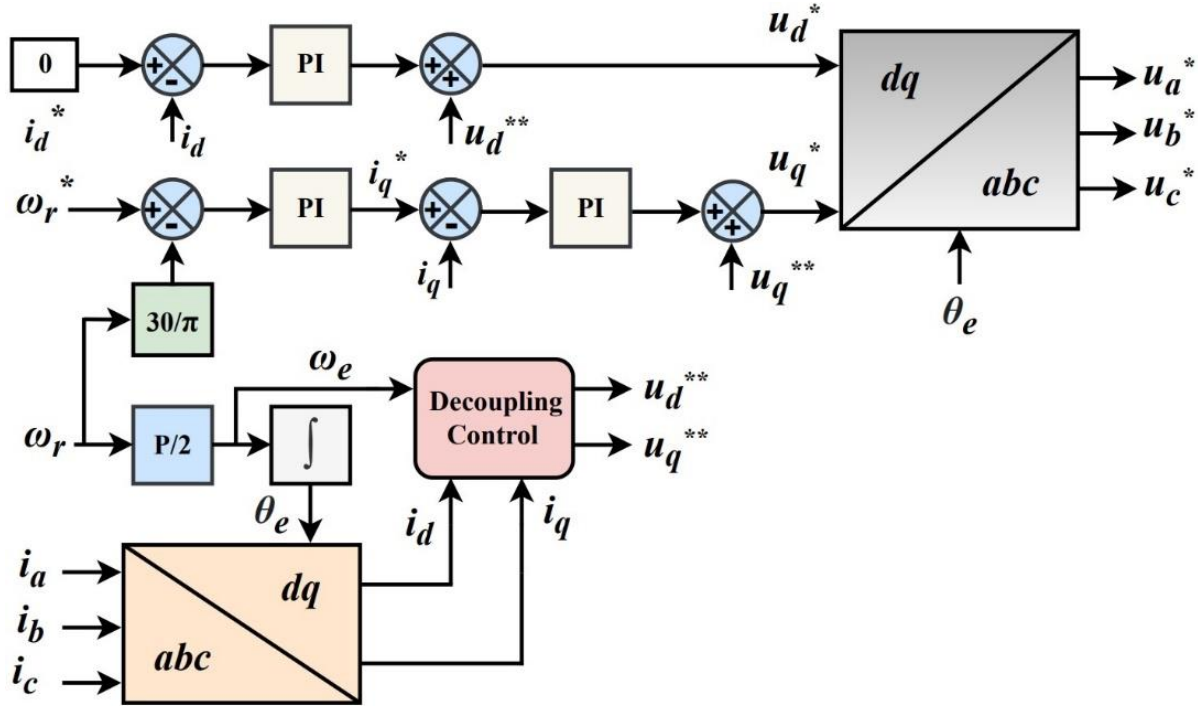 u_d^*
0
PI
dq
u_a^*
i_d^*
i_d
u_d^{**}
u_b^*
ω_r^*
PI
i_q^*
PI
u_q^*
abc
u_c^*
i_q
u_q^{**}
θ_e
30/π
ω_e
ω_r
P/2
∫
Decoupling
Control
u_d^{**}
u_q^{**}
θ_e
i_d
i_q
i_a
dq
i_b
abc
i_c